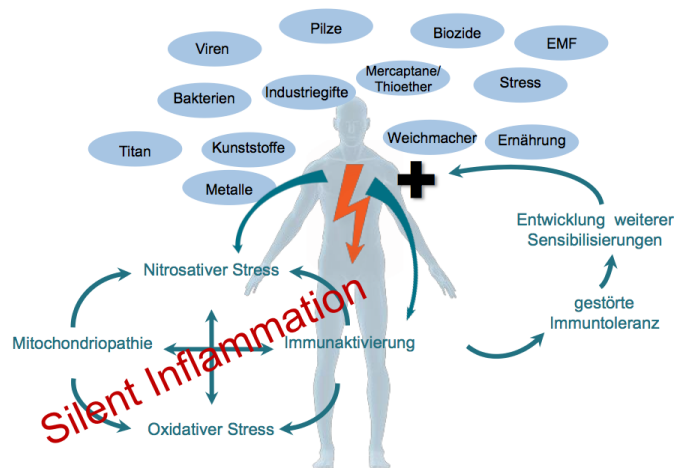 Pilze
Biozide
Viren
EMF
Mercaptane/
Thioether
Stress
Bakterien
Industriegifte
Weichmacher
Ernährung
Titan
Kunststoffe
Metalle
Entwicklung weiterer
Sensibilisierungen
Nitrosativer Stress
gestörte
Immuntoleranz
Mitochondriopathie
Immunaktivierung
Silent Inflammation
Oxidativer Stress